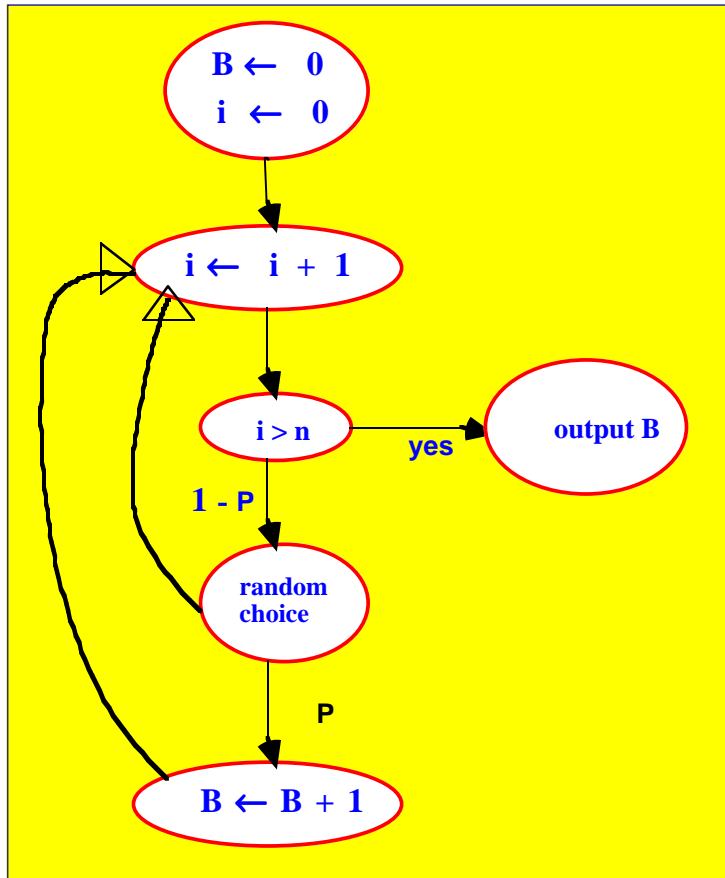 B ← 0
i ← 0
i ← i + 1
i > n
yes
output B
1 - P
random
choice
P
B ← B + 1